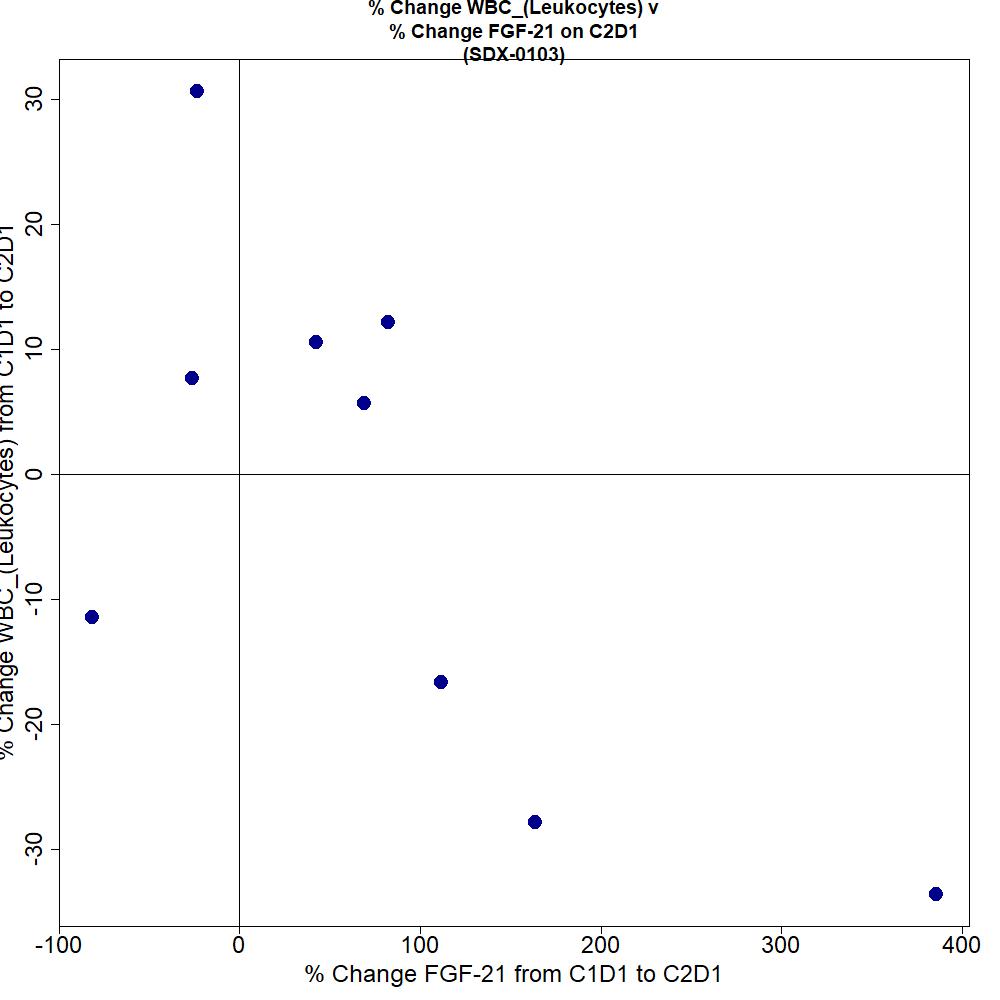 % Change WBC_(Leukocytes) v
% Change FGF-21 on C2D1
(SDX-0103)
% Change WBC_(Leukocytes) from C1D1 to C2D1
30
20
10
0
-10
-20
-30
-100 0 100 200 300 400
% Change FGF-21 from C1D1 to C2D1